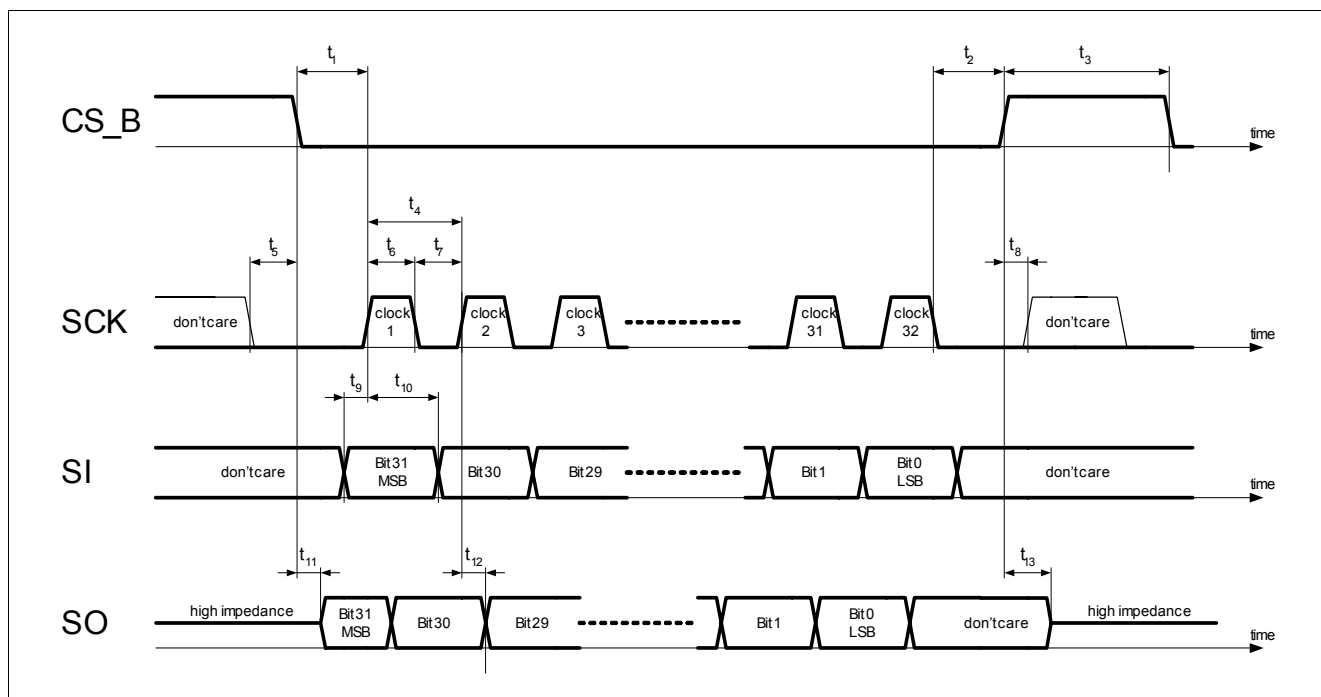 t1
t2
t3
CS_B
time
t4
t5
t6
t7
t8
SCK
don'tcare
clock
1
clock
2
clock
3
clock
31
clock
32
don'tcare
time
t9
t10
SI
don'tcare
Bit31
MSB
Bit30
Bit29
Bit1
Bit0
LSB
don'tcare
time
t11
t12
t13
SO
high impedance
Bit31
MSB
Bit30
Bit29
Bit1
Bit0
LSB
don'tcare
high impedance
time